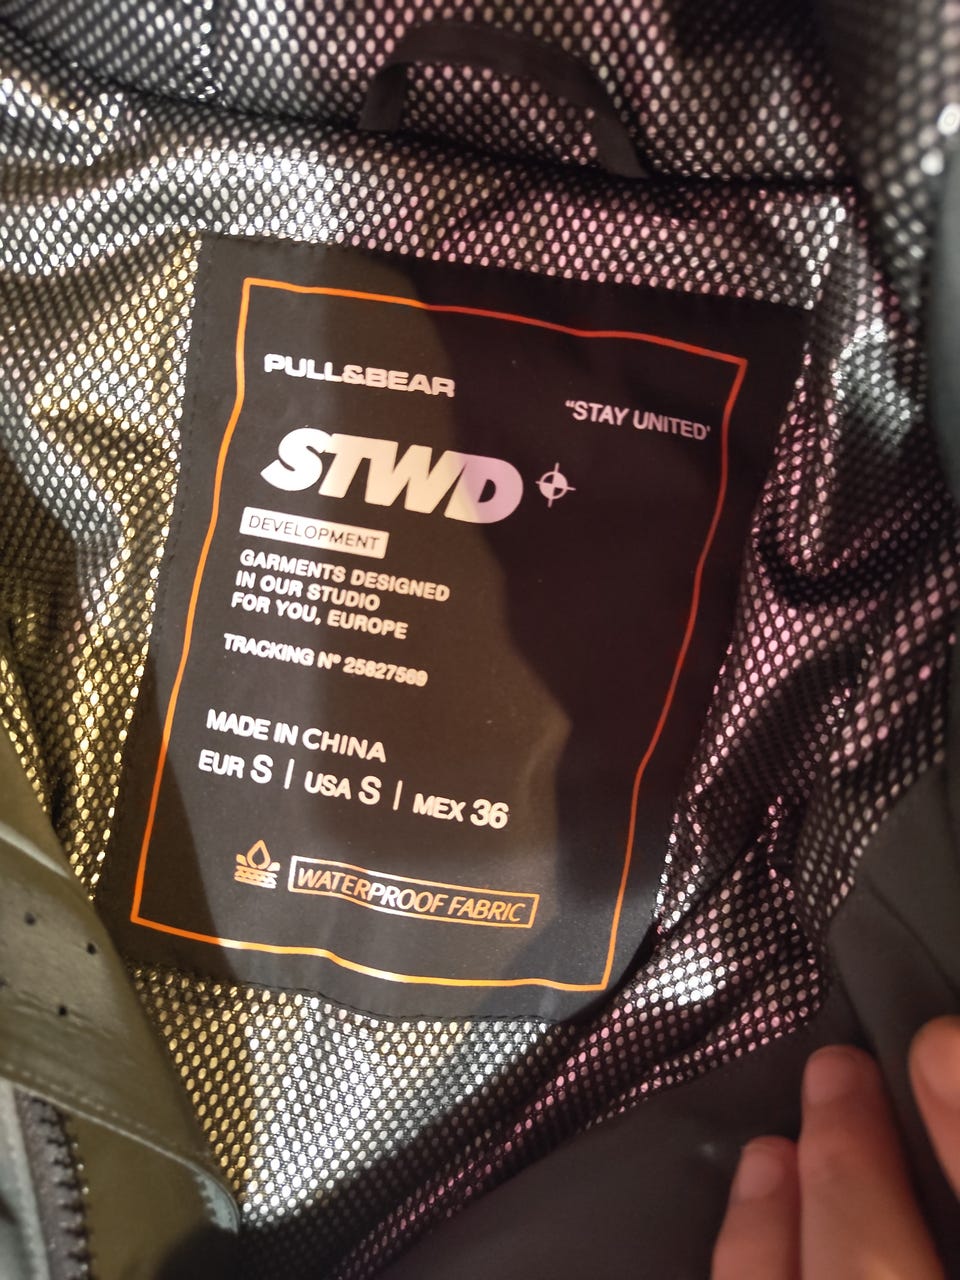 PULL&BEAR
"STAY UNITED"
STWD
DEVELOPMENT
GARMENTS DESIGNED
IN OUR STUDIO
FOR YOU, EUROPE
TRACKING Nº 25827569
MADE IN CHINA
EUR S | USA S | MEX 36
WATERPROOF FABRIC